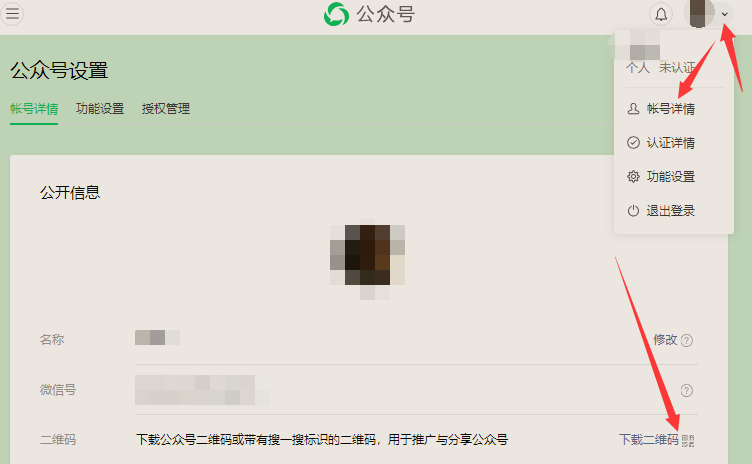 公众号
公众号设置
个人 未认证
帐号详情 功能设置 授权管理
帐号详情
认证详情
功能设置
退出登录
公开信息
名称 修改
微信号
二维码 下载公众号二维码或带有搜一搜标识的二维码，用于推广与分享公众号 下载二维码